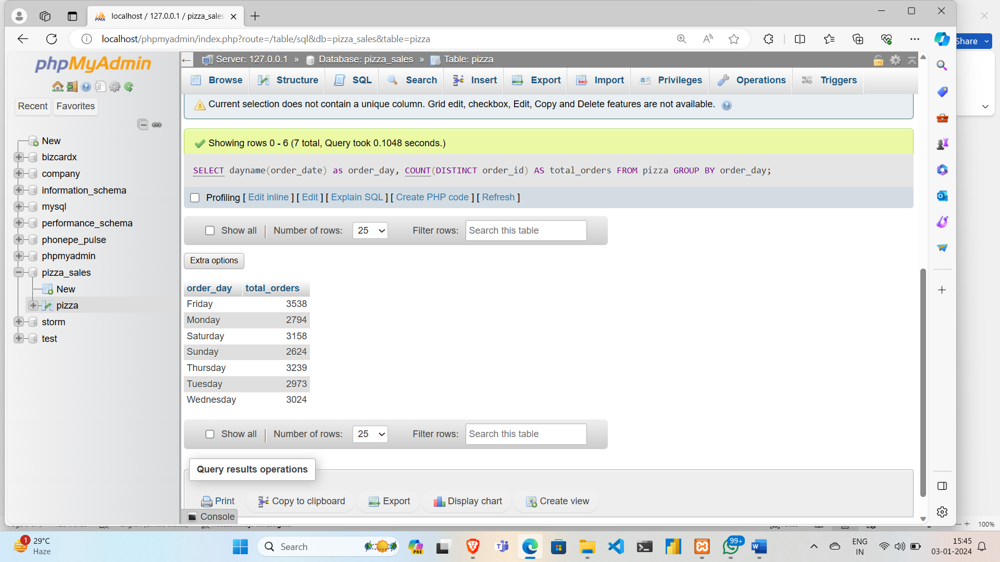 localhost / 127.0.0.1 / pizza_sales
localhost/phpmyadmin/index.php?route=/table/sql&db=pizza_sales&table=pizza
Share
phpMyAdmin
Recent
Favorites
New
bizcardx
company
information_schema
mysql
performance_schema
phonepe_pulse
phpmyadmin
pizza_sales
New
pizza
storm
test
Server: 127.0.0.1 » Database: pizza_sales » Table: pizza
Browse Structure SQL Search Insert Export Import Privileges Operations Triggers
Current selection does not contain a unique column. Grid edit, checkbox, Edit, Copy and Delete features are not available.
Showing rows 0 - 6 (7 total, Query took 0.1048 seconds.)
SELECT dayname(order_date) as order_day, COUNT(DISTINCT order_id) AS total_orders FROM pizza GROUP BY order_day;
Profiling [ Edit inline ] [ Edit ] [ Explain SQL ] [ Create PHP code ] [ Refresh ]
Show all | Number of rows: 25 Filter rows: Search this table
Extra options
order_day total_orders
Friday 3538
Monday 2794
Saturday 3158
Sunday 2624
Thursday 3239
Tuesday 2973
Wednesday 3024
Show all | Number of rows: 25 Filter rows: Search this table
Query results operations
Print Copy to clipboard Export Display chart Create view
Console
100%
1
29°C
Haze
Search
PRE
99+
ENG
IN
15:45
03-01-2024